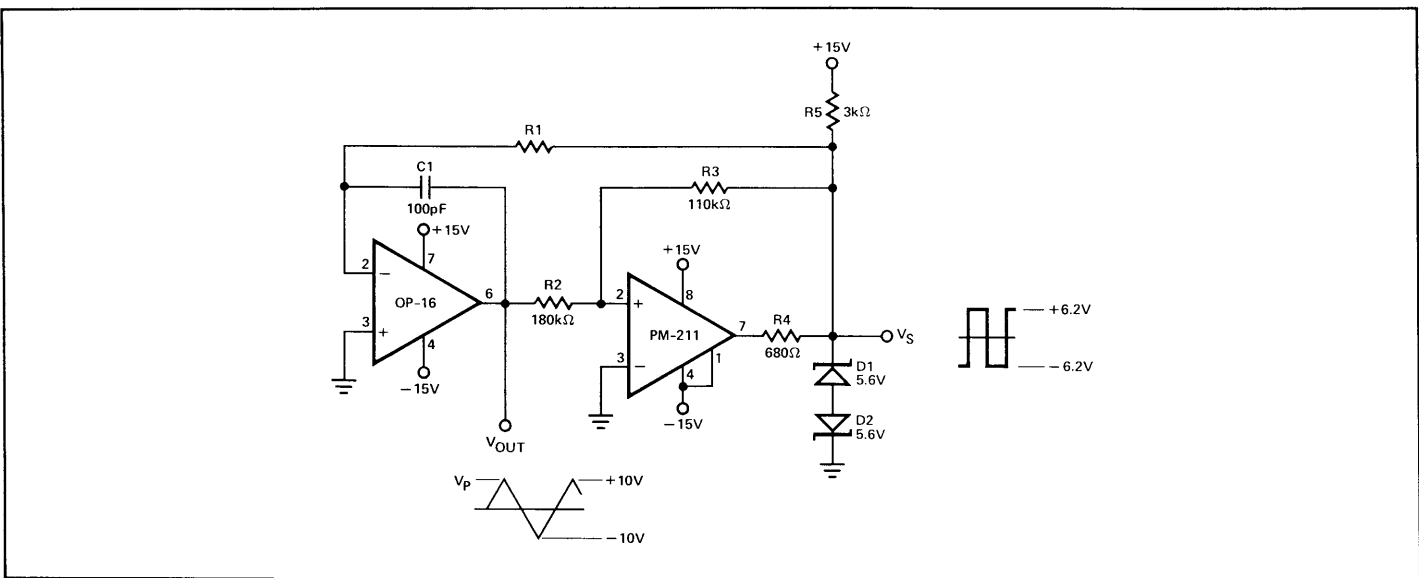 +15V
R5 3kΩ
R1
C1
100pF
R3
110kΩ
+15V
7
2 −
OP-16
6
3 +
4
−15V
R2
180kΩ
+15V
8
2 +
PM-211
7
3 −
4
1
−15V
R4
680Ω
VS
+6.2V
−6.2V
D1
5.6V
D2
5.6V
VOUT
VP
+10V
−10V